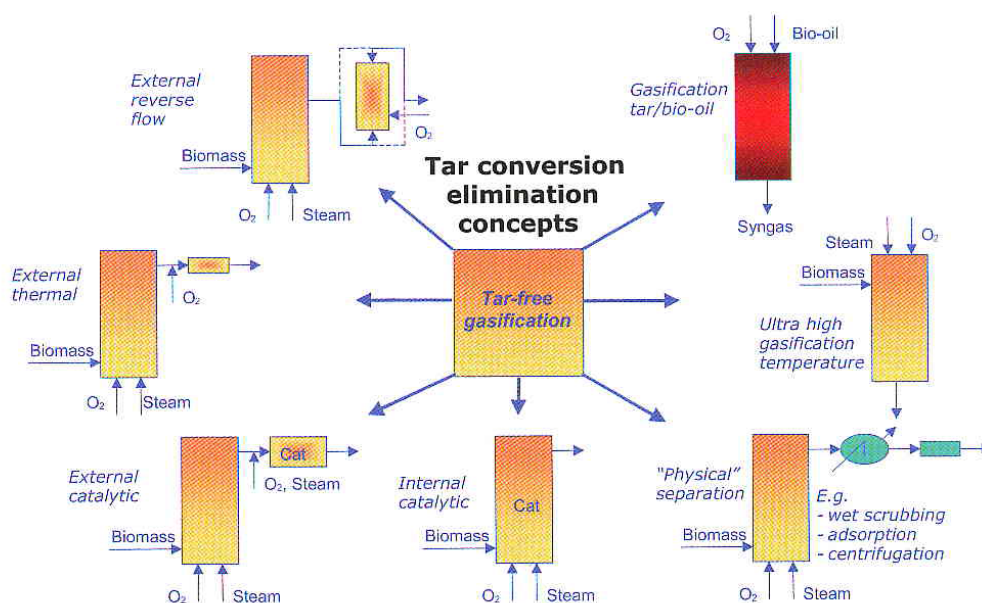 Tar conversion
elimination
concepts
Tar-free
gasification
External
reverse
flow
Biomass
O₂
Steam
O₂
O₂
Bio-oil
Gasification
tar/bio-oil
Syngas
External
thermal
Biomass
O₂
Steam
O₂
Steam
O₂
Biomass
Ultra high
gasification
temperature
External
catalytic
Cat
O₂, Steam
Biomass
O₂
Steam
Internal
catalytic
Cat
Biomass
O₂
Steam
"Physical"
separation
E.g.
- wet scrubbing
- adsorption
- centrifugation
Biomass
O₂
Steam